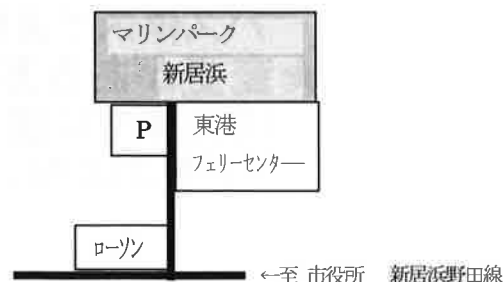 マリンパーク
新居浜
P
東港
フェリーセンター
ローソン
←至 市役所 新居浜野田線